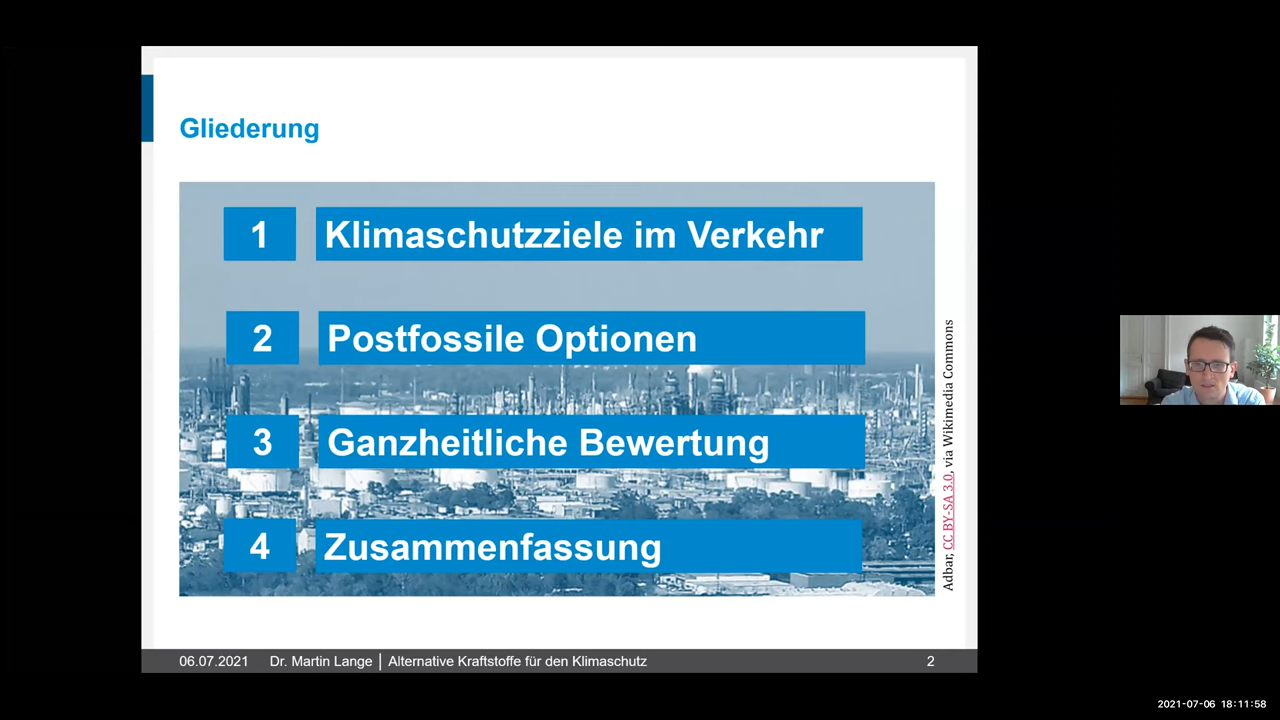 Gliederung
1 Klimaschutzziele im Verkehr
2 Postfossile Optionen
3 Ganzheitliche Bewertung
4 Zusammenfassung
Adbar, CC BY-SA 3.0, via Wikimedia Commons
06.07.2021 Dr. Martin Lange | Alternative Kraftstoffe für den Klimaschutz 2
2021-07-06 18:11:58